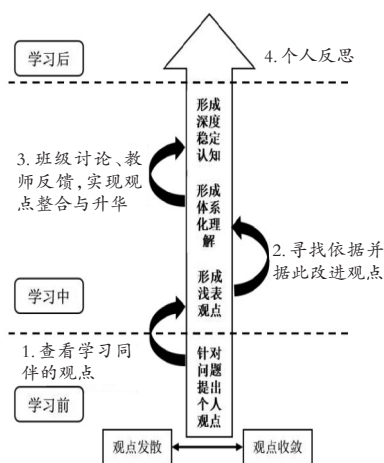 学习后
4.个人反思
形成
深度
稳定
认知
3.班级讨论、教
师反馈,实现观
点整合与升华
形成
体系
化理
解
2.寻找依据并
据此改进观点
学习中
形成
浅表
观点
1.查看学习同
伴的观点
针对
问题
提出
个人
观点
学习前
观点发散
观点收敛